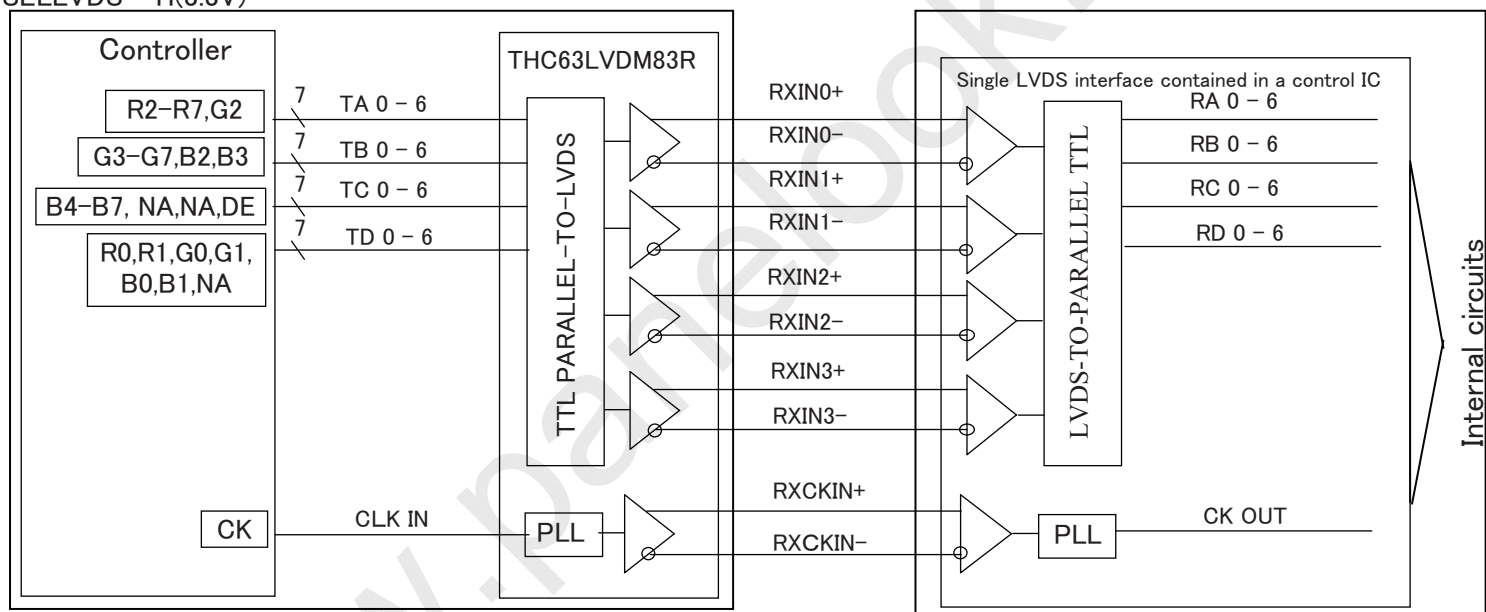 Controller
R2-R7,G2
G3-G7,B2,B3
B4-B7, NA,NA,DE
R0,R1,G0,G1,
B0,B1,NA
CK
7
TA 0 - 6
7
TB 0 - 6
7
TC 0 - 6
7
TD 0 - 6
CLK IN
THC63LVDM83R
TTL PARALLEL-TO-LVDS
PLL
RXIN0+
RXIN0-
RXIN1+
RXIN1-
RXIN2+
RXIN2-
RXIN3+
RXIN3-
RXCKIN+
RXCKIN-
Single LVDS interface contained in a control IC
LVDS-TO-PARALLEL TTL
PLL
RA 0 - 6
RB 0 - 6
RC 0 - 6
RD 0 - 6
CK OUT
Internal circuits
www.panelook.